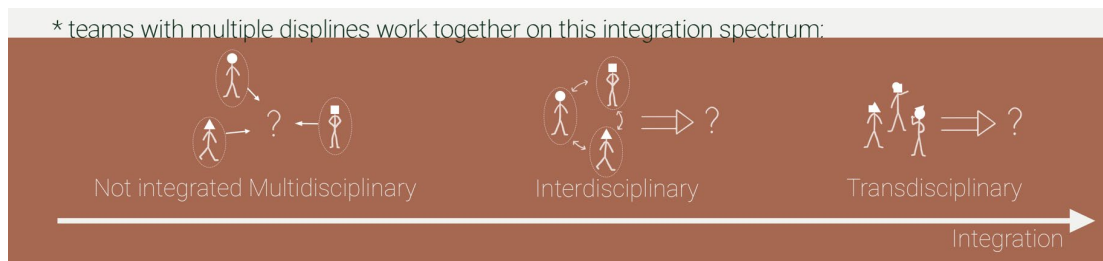 * teams with multiple displines work together on this integration spectrum:
? ? ?
Not integrated Multidisciplinary Interdisciplinary Transdisciplinary
Integration